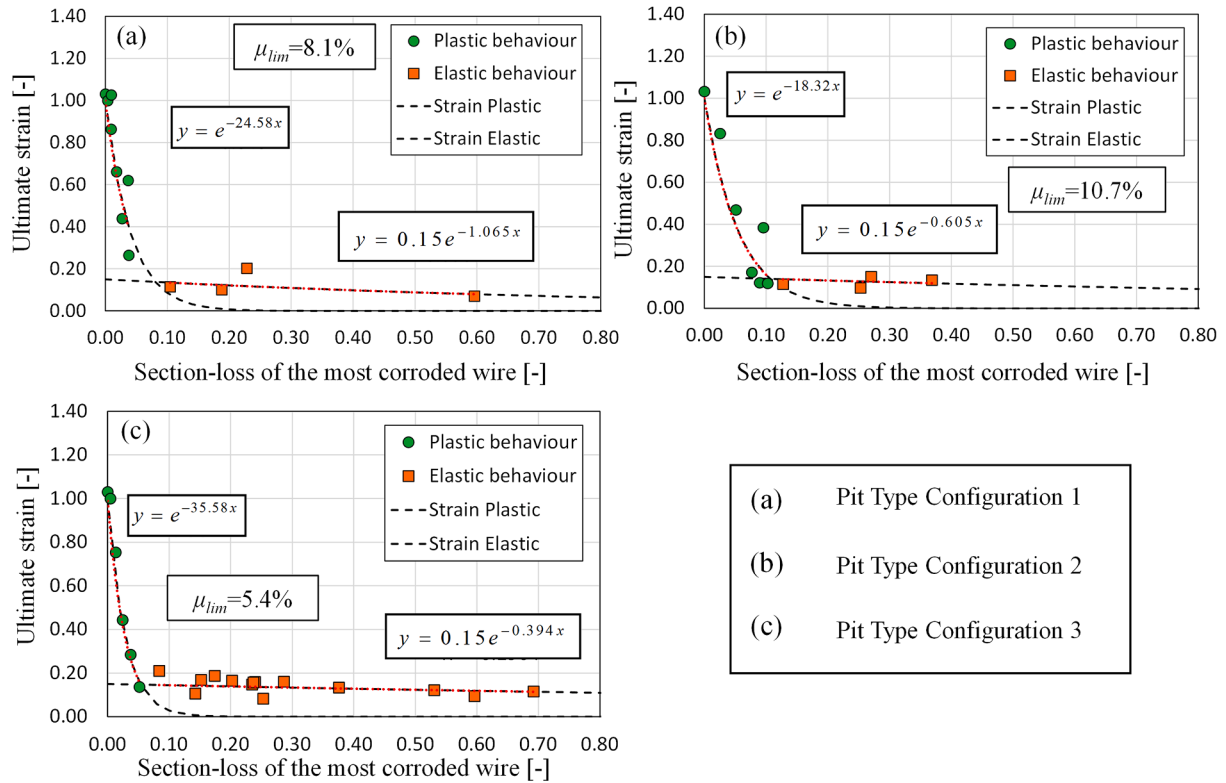 (a)
μlim=8.1%
Plastic behaviour
Elastic behaviour
Strain Plastic
Strain Elastic
y = e^-24.58x
y = 0.15e^-1.065x
Ultimate strain [-]
1.40
1.20
1.00
0.80
0.60
0.40
0.20
0.00
0.00 0.10 0.20 0.30 0.40 0.50 0.60 0.70 0.80
Section-loss of the most corroded wire [-]
(b)
Plastic behaviour
Elastic behaviour
Strain Plastic
Strain Elastic
y = e^-18.32x
μlim=10.7%
y = 0.15e^-0.605x
Ultimate strain [-]
1.40
1.20
1.00
0.80
0.60
0.40
0.20
0.00
0.00 0.10 0.20 0.30 0.40 0.50 0.60 0.70 0.80
Section-loss of the most corroded wire [-]
(c)
Plastic behaviour
Elastic behaviour
Strain Plastic
Strain Elastic
y = e^-35.58x
μlim=5.4%
y = 0.15e^-0.394x
Ultimate strain [-]
1.40
1.20
1.00
0.80
0.60
0.40
0.20
0.00
0.00 0.10 0.20 0.30 0.40 0.50 0.60 0.70 0.80
Section-loss of the most corroded wire [-]
(a) Pit Type Configuration 1
(b) Pit Type Configuration 2
(c) Pit Type Configuration 3